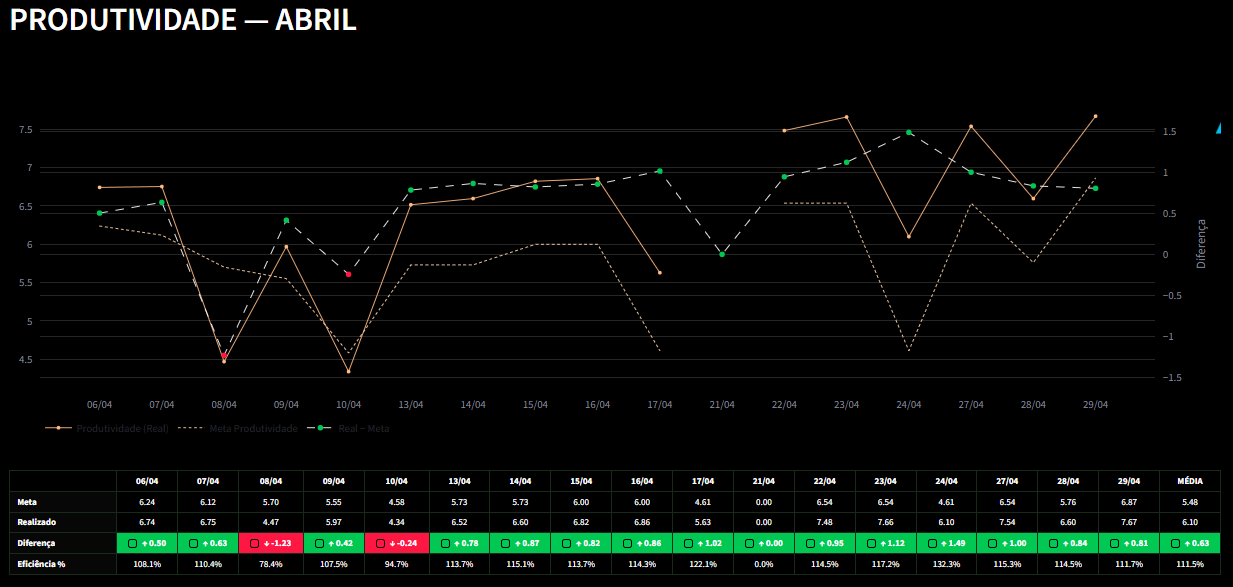 PRODUTIVIDADE — ABRIL
7.5
7
6.5
6
5.5
5
4.5
1.5
1
0.5
0
−0.5
−1
−1.5
Diferença
06/04 07/04 08/04 09/04 10/04 13/04 14/04 15/04 16/04 17/04 21/04 22/04 23/04 24/04 27/04 28/04 29/04
Produtividade (Real) Meta Produtividade Real − Meta
06/04 07/04 08/04 09/04 10/04 13/04 14/04 15/04 16/04 17/04 21/04 22/04 23/04 24/04 27/04 28/04 29/04 MÉDIA
Meta 6.24 6.12 5.70 5.55 4.58 5.73 5.73 6.00 6.00 4.61 0.00 6.54 6.54 4.61 6.54 5.76 6.87 5.48
Realizado 6.74 6.75 4.47 5.97 4.34 6.52 6.60 6.82 6.86 5.63 0.00 7.48 7.66 6.10 7.54 6.60 7.67 6.10
Diferença ↑ 0.50 ↑ 0.63 ↓ -1.23 ↑ 0.42 ↓ -0.24 ↑ 0.78 ↑ 0.87 ↑ 0.82 ↑ 0.86 ↑ 1.02 ↑ 0.00 ↑ 0.95 ↑ 1.12 ↑ 1.49 ↑ 1.00 ↑ 0.84 ↑ 0.81 ↑ 0.63
Eficiência % 108.1% 110.4% 78.4% 107.5% 94.7% 113.7% 115.1% 113.7% 114.3% 122.1% 0.0% 114.5% 117.2% 132.3% 115.3% 114.5% 111.7% 111.5%